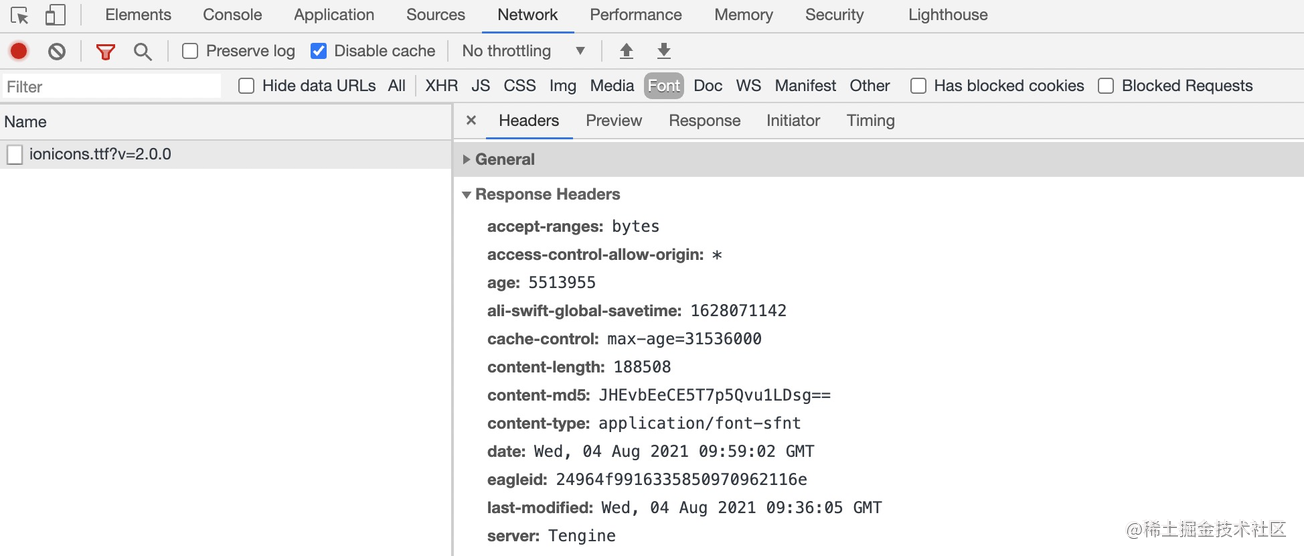 Elements Console Application Sources Network Performance Memory Security Lighthouse
Preserve log Disable cache No throttling
Filter Hide data URLs All XHR JS CSS Img Media Font Doc WS Manifest Other Has blocked cookies Blocked Requests
Name
× Headers Preview Response Initiator Timing
ionicons.ttf?v=2.0.0
General
Response Headers
accept-ranges: bytes
access-control-allow-origin: *
age: 5513955
ali-swift-global-savetime: 1628071142
cache-control: max-age=31536000
content-length: 188508
content-md5: JHEvbEeCE5T7p5Qvu1LDsg==
content-type: application/font-sfnt
date: Wed, 04 Aug 2021 09:59:02 GMT
eagleid: 24964f9916335850970962116e
last-modified: Wed, 04 Aug 2021 09:36:05 GMT
server: Tengine
@稀土掘金技术社区